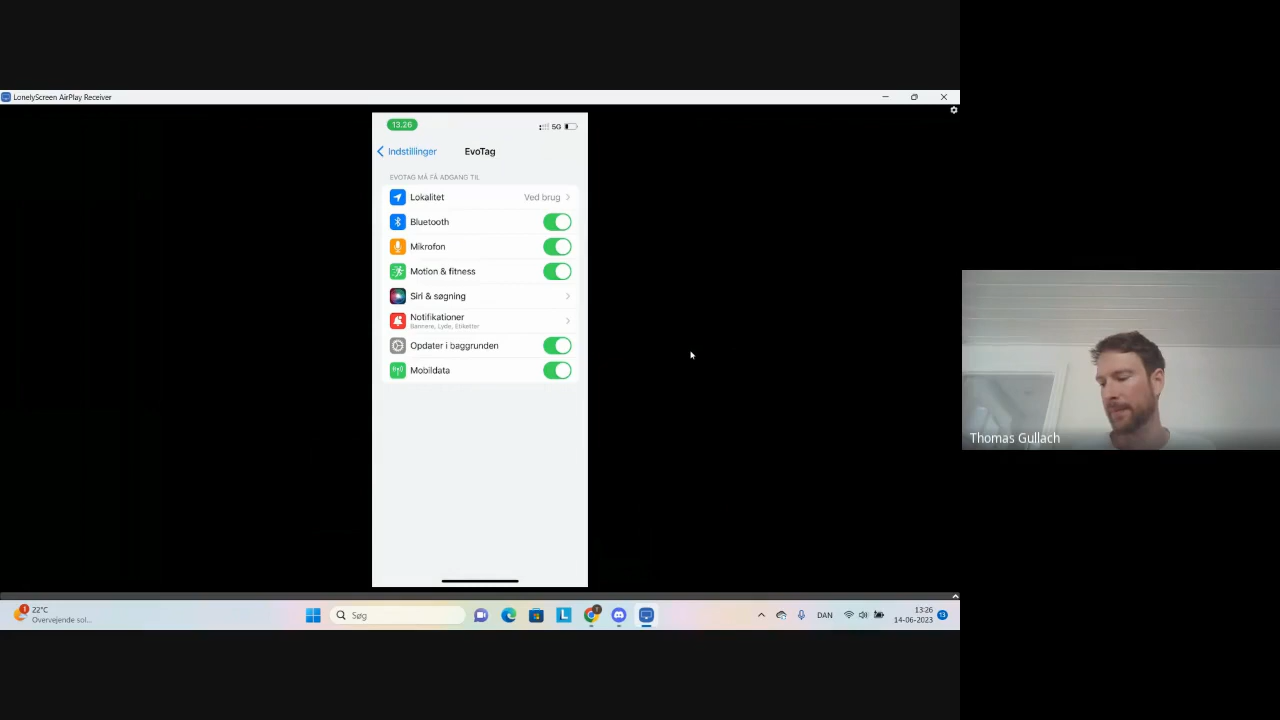 LonelyScreen AirPlay Receiver
13.26
5G
Indstillinger
EvoTag
EVOTAG MÅ FÅ ADGANG TIL
Lokalitet
Ved brug
Bluetooth
Mikrofon
Motion & fitness
Siri & søgning
Notifikationer
Bannere, Lyde, Etiketter
Opdater i baggrunden
Mobildata
Thomas Gullach
1
22°C
Overvejende sol...
Søg
DAN
13:26
14-06-2023